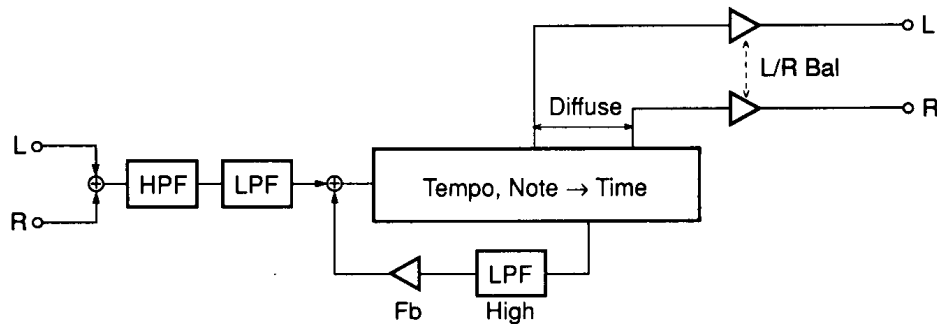 L
L/R Bal
R
Diffuse
L
HPF
LPF
Tempo, Note → Time
R
LPF
Fb
High